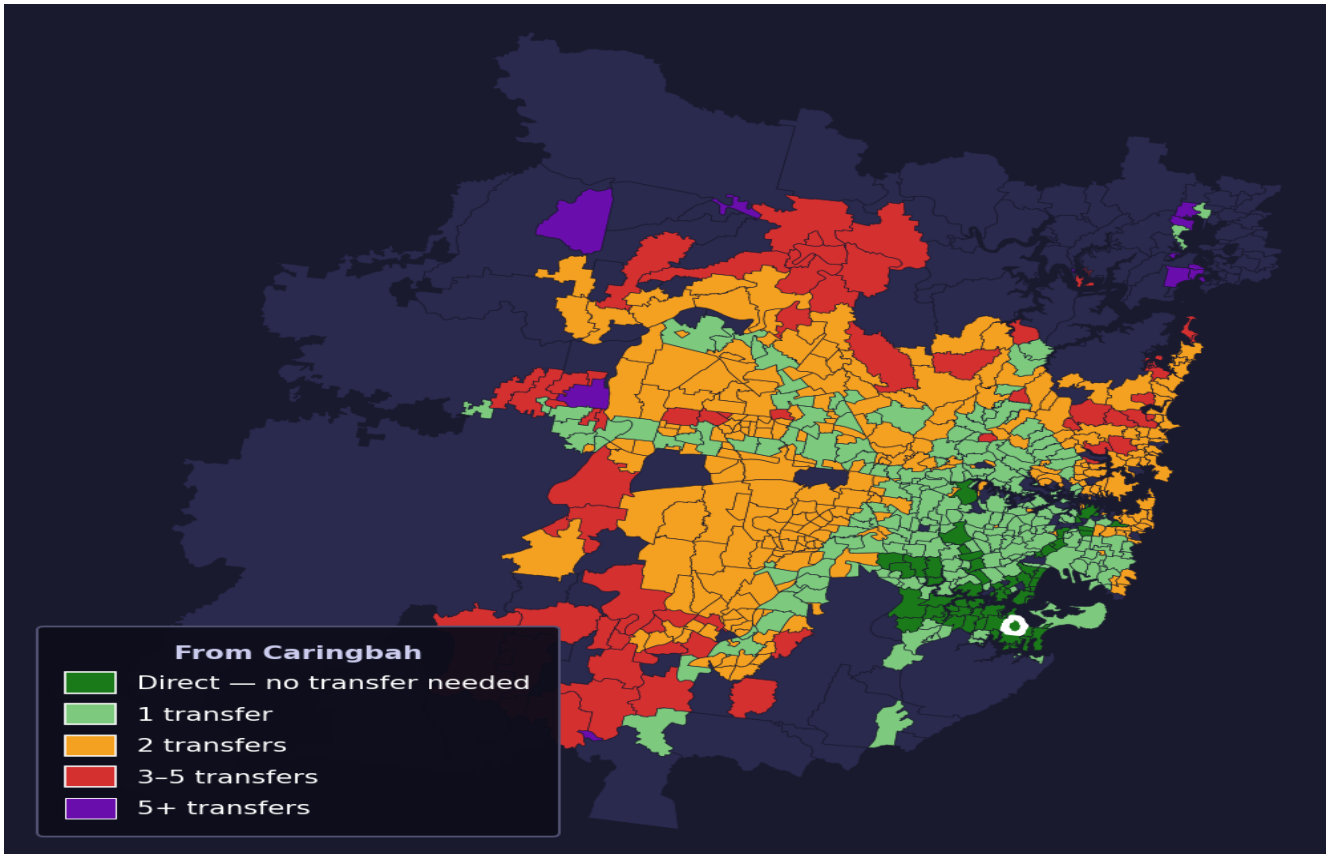 From Caringbah
Direct — no transfer needed
1 transfer
2 transfers
3–5 transfers
5+ transfers